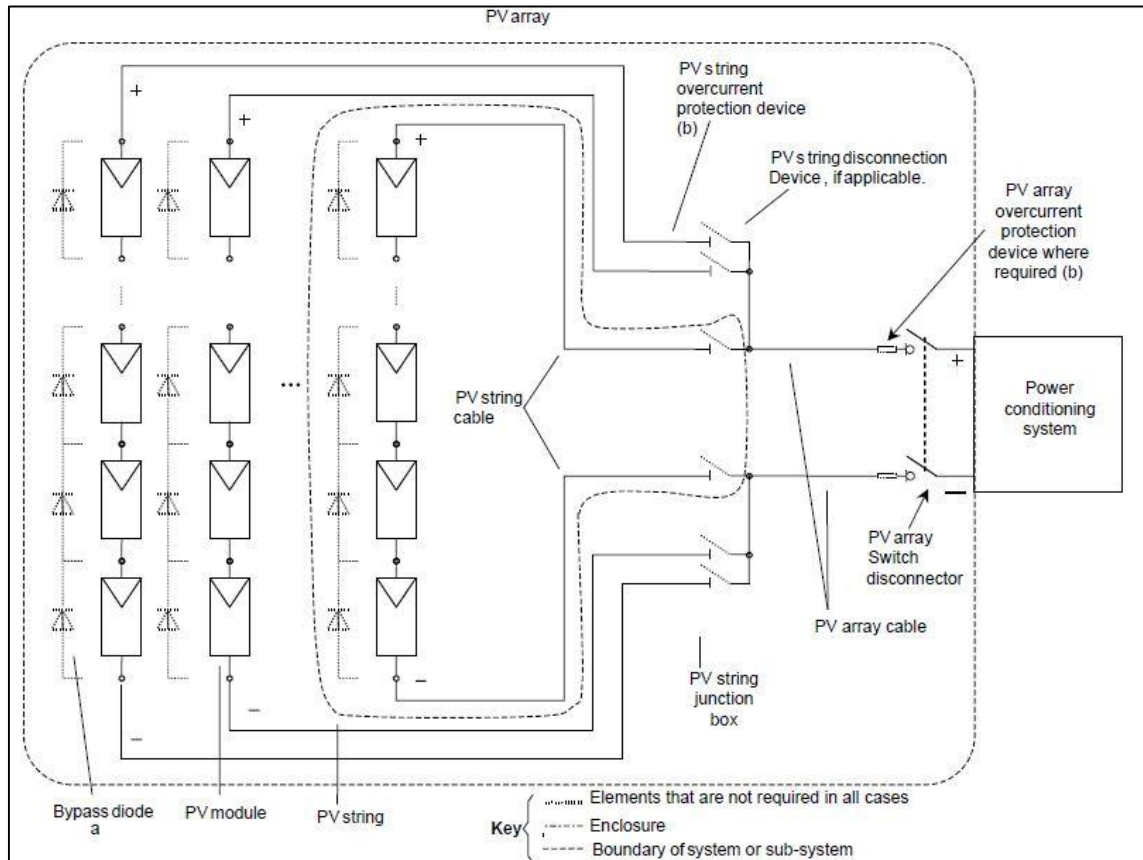 PV array
PV string
overcurrent
protection device
(b)
PV string disconnection
Device , if applicable.
PV array
overcurrent
protection
device where
required (b)
+
+
+
...
PV string
cable
+
Power
conditioning
system
−
PV array
Switch
disconnector
PV array cable
PV string
junction
box
−
−
−
Bypass diode
a
PV module
PV string
Key
Elements that are not required in all cases
Enclosure
Boundary of system or sub-system